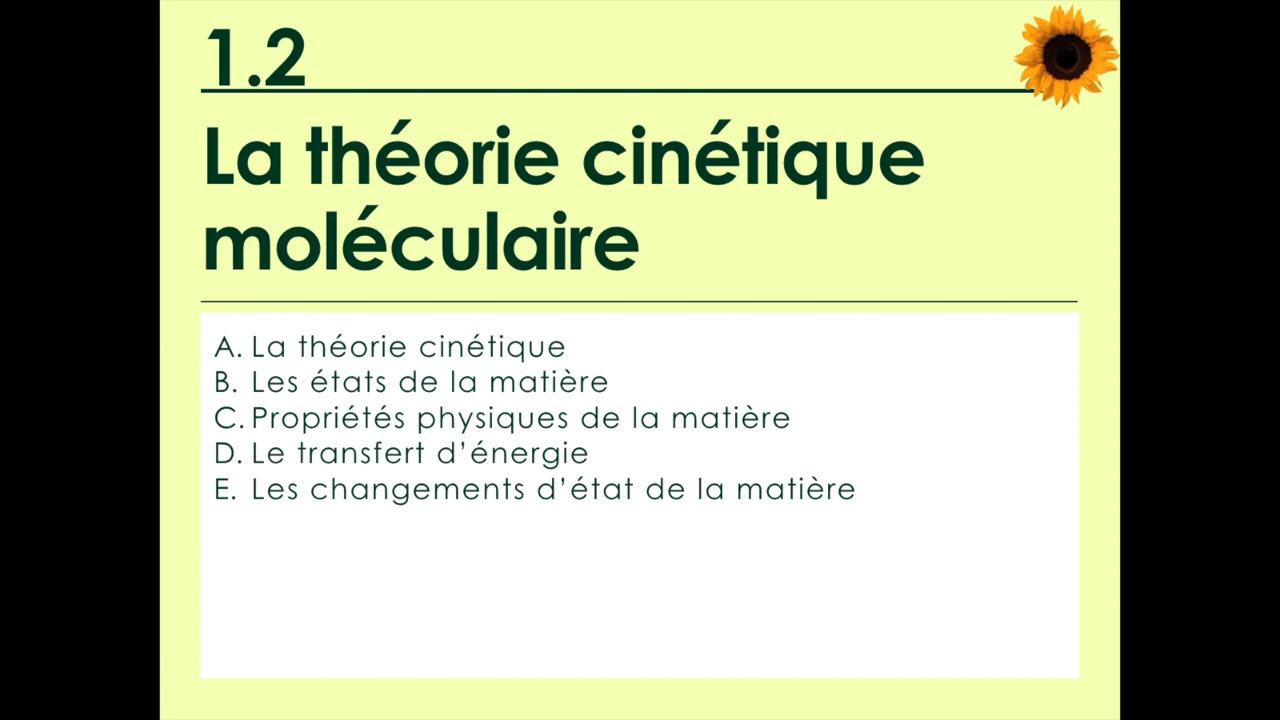 1.2
La théorie cinétique
moléculaire
A. La théorie cinétique
B. Les états de la matière
C. Propriétés physiques de la matière
D. Le transfert d’énergie
E. Les changements d’état de la matière